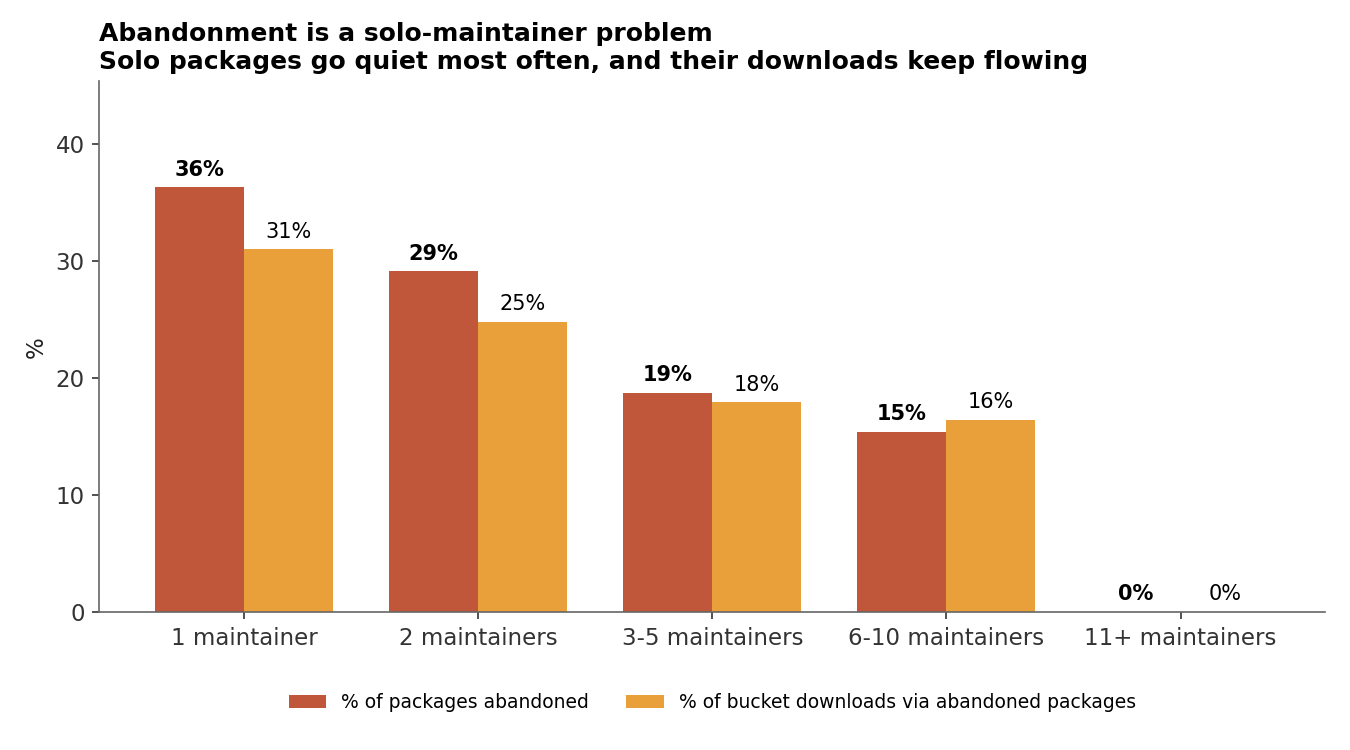 Abandonment is a solo-maintainer problem
Solo packages go quiet most often, and their downloads keep flowing
%
40
30
20
10
0
36%
31%
29%
25%
19%
18%
15%
16%
0%
0%
1 maintainer
2 maintainers
3-5 maintainers
6-10 maintainers
11+ maintainers
% of packages abandoned
% of bucket downloads via abandoned packages